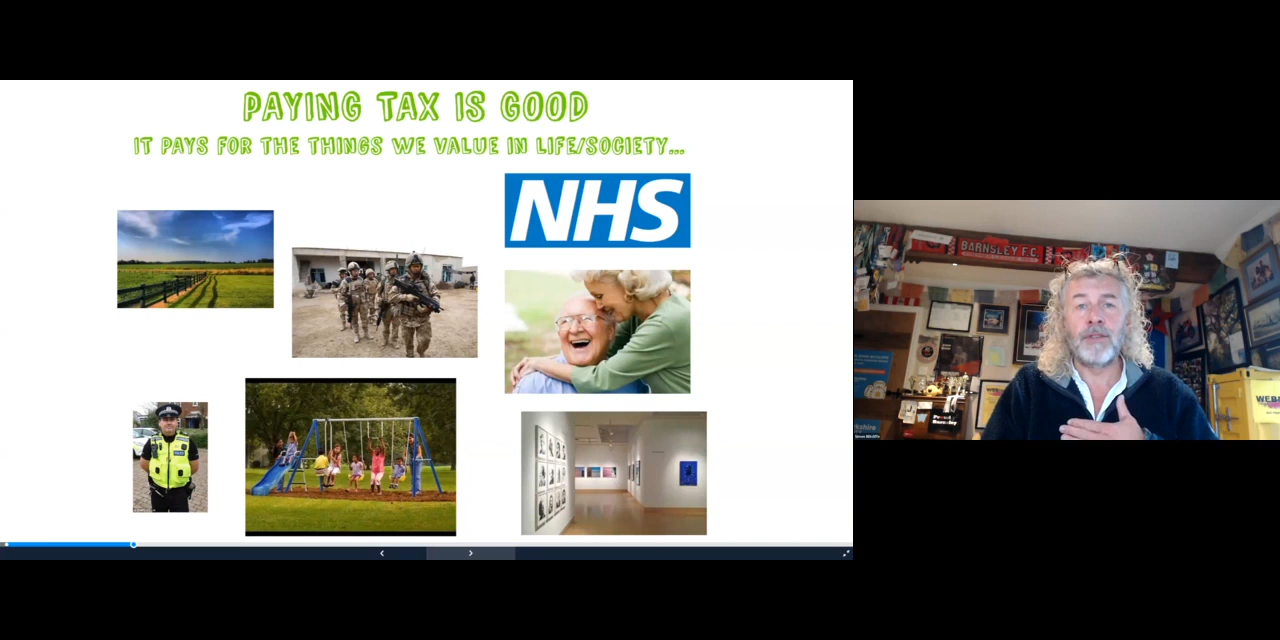 PAYING TAX IS GOOD
IT PAYS FOR THE THINGS WE VALUE IN LIFE/SOCIETY...
NHS
BARNSLEY F.C.